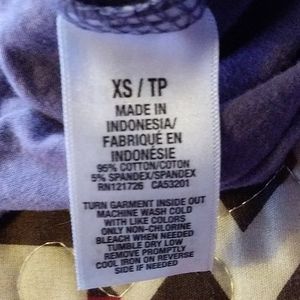 XS / TP
MADE IN
INDONESIA/
FABRIQUÉ EN
INDONÉSIE
95% COTTON/COTON
5% SPANDEX/SPANDEX
RN121726 CA53201
TURN GARMENT INSIDE OUT
MACHINE WASH COLD
WITH LIKE COLORS
ONLY NON-CHLORINE
BLEACH WHEN NEEDED
TUMBLE DRY LOW
REMOVE PROMPTLY
COOL IRON ON REVERSE
SIDE IF NEEDED